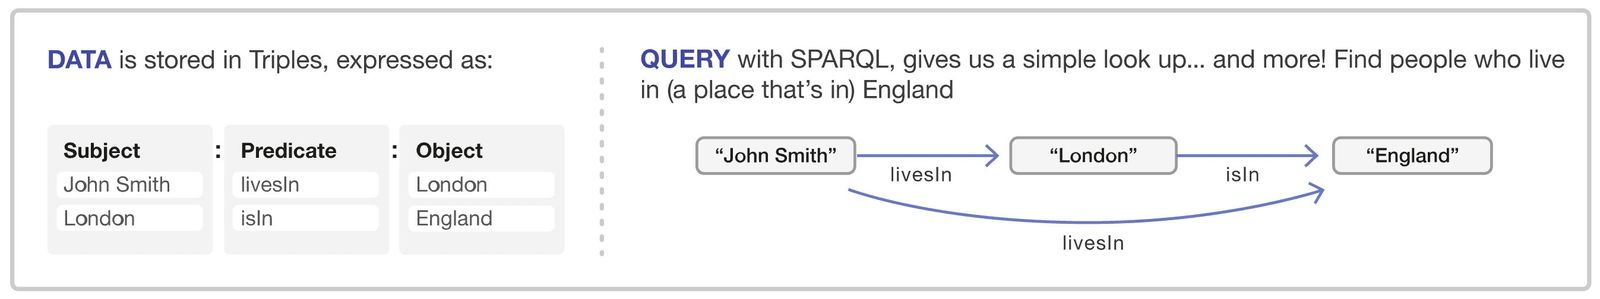 DATA is stored in Triples, expressed as:
Subject : Predicate : Object
John Smith livesIn London
London isIn England
QUERY with SPARQL, gives us a simple look up... and more! Find people who live
in (a place that’s in) England
“John Smith” “London” “England”
livesIn isIn
livesIn